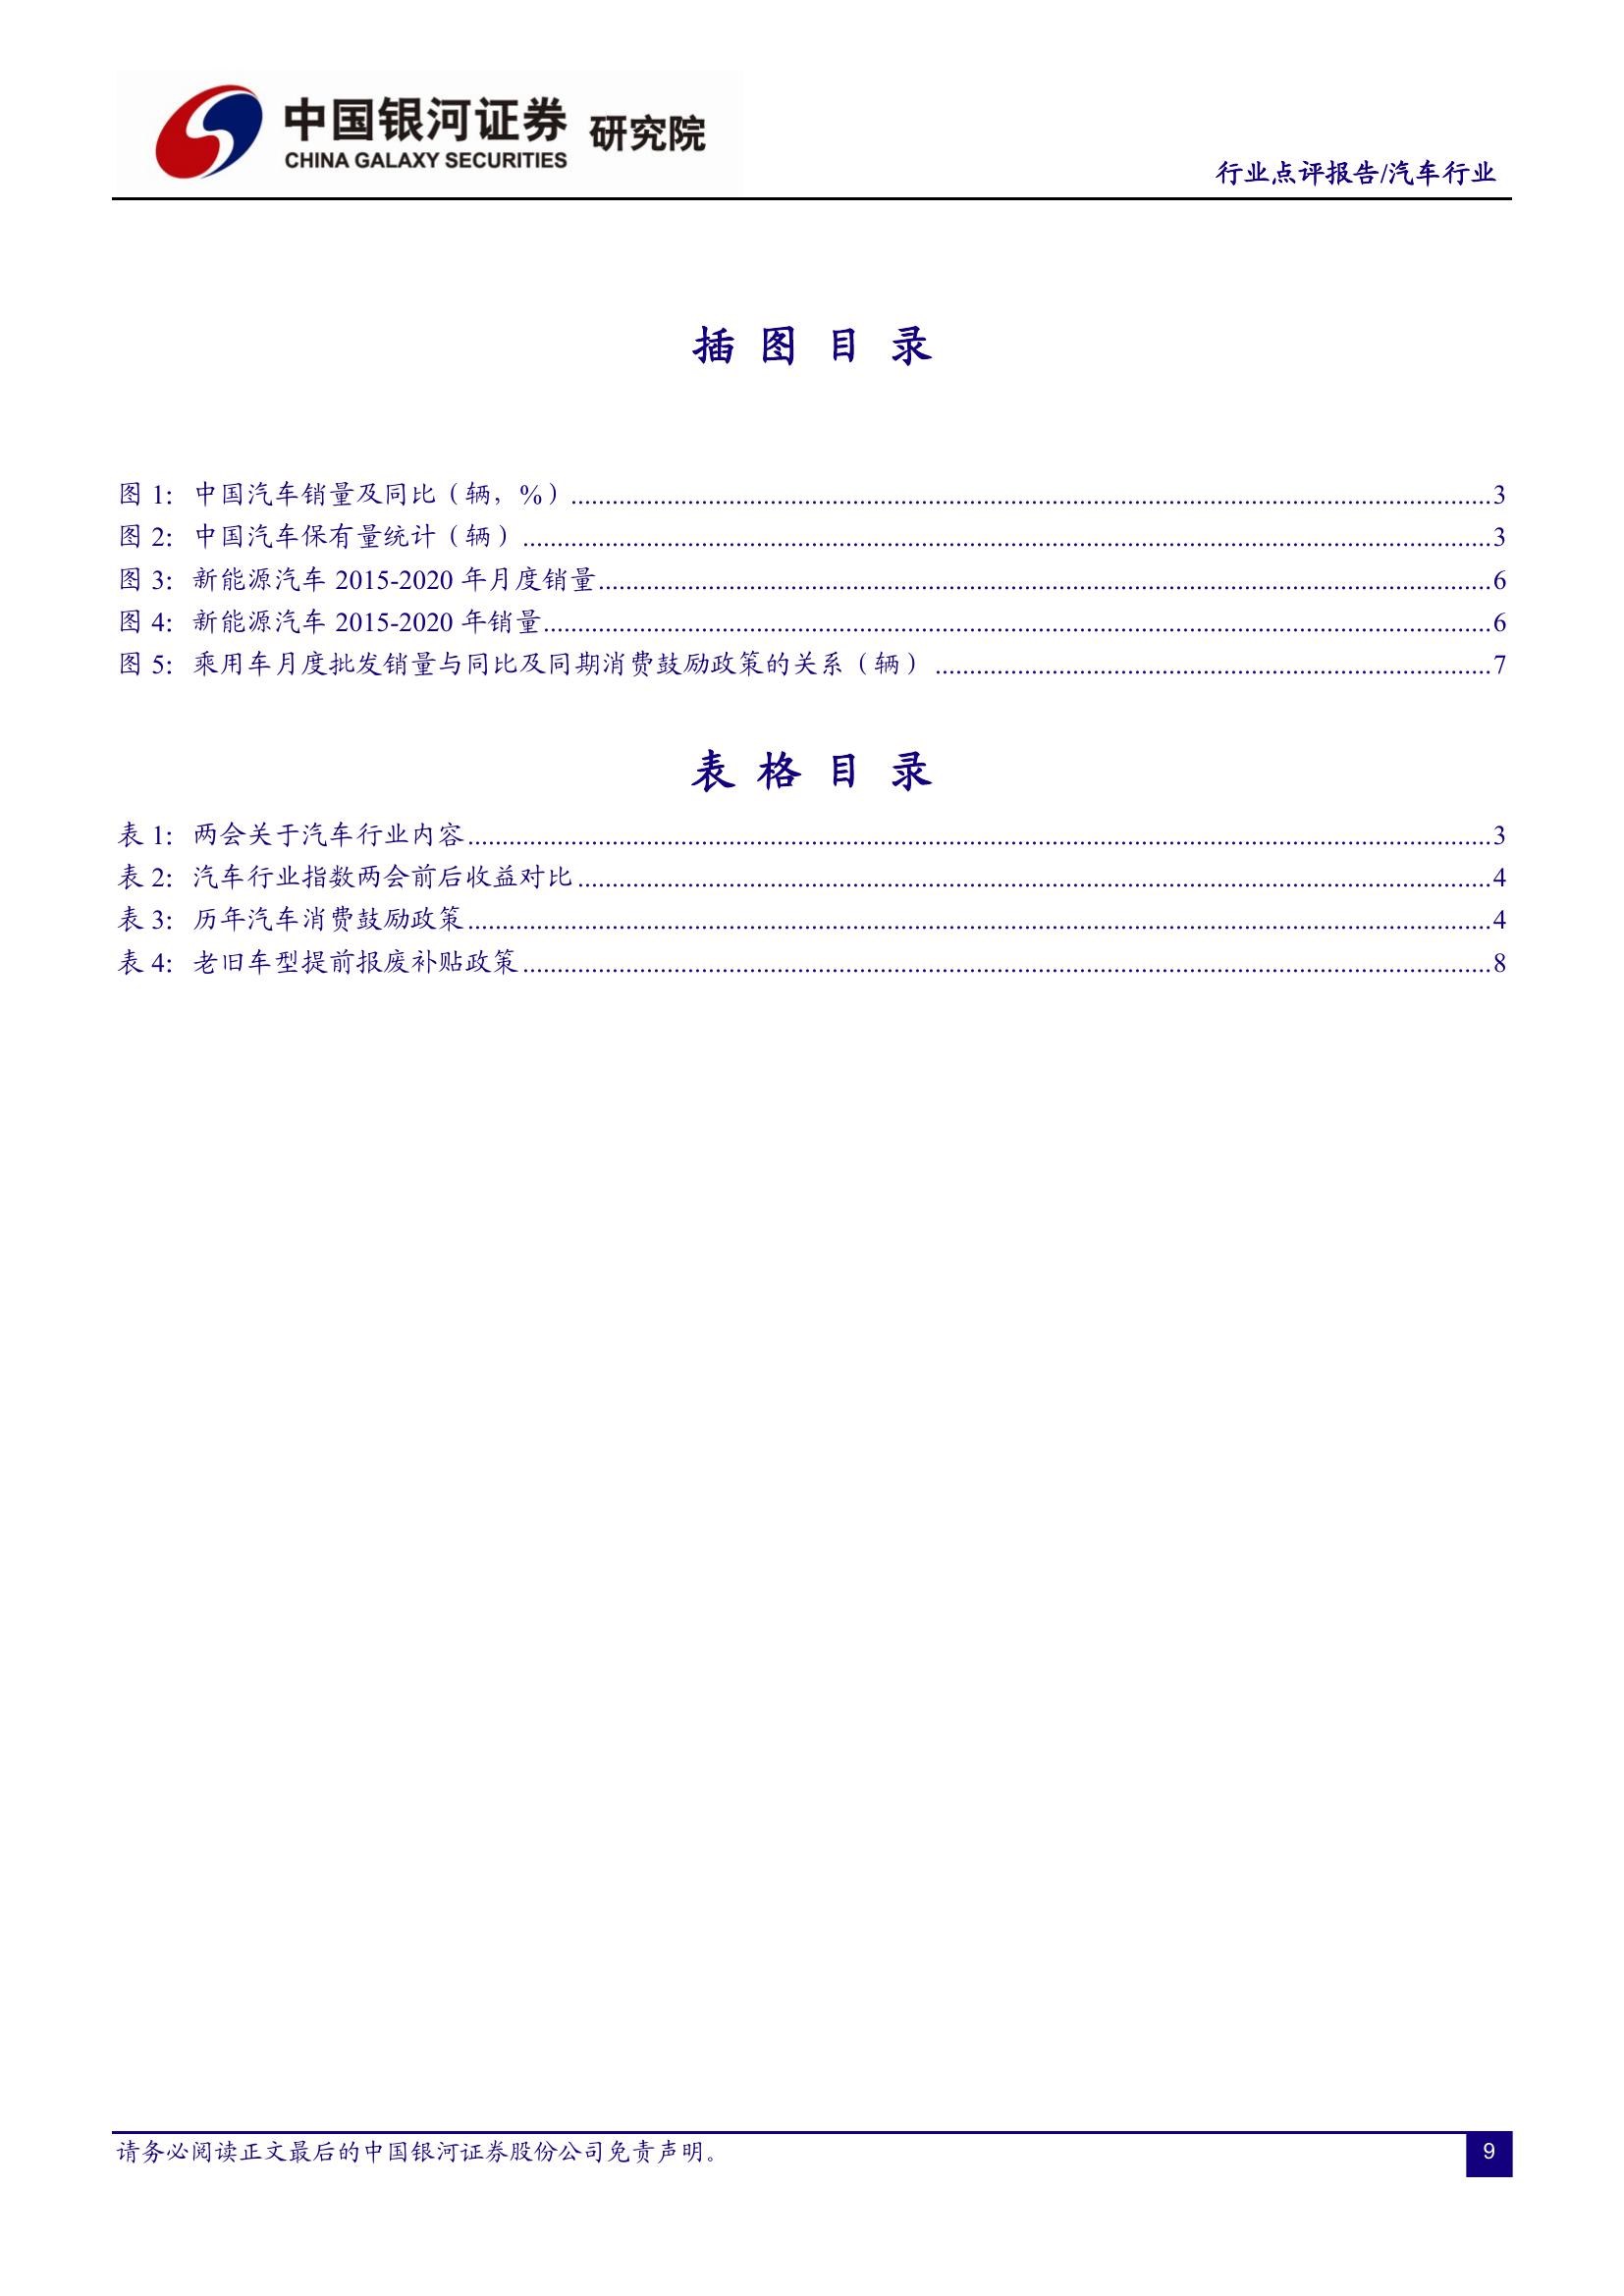 中国银河证券 研究院
CHINA GALAXY SECURITIES
行业点评报告/汽车行业
插 图 目 录
图 1: 中国汽车销量及同比（辆，%）........................................3
图 2: 中国汽车保有量统计（辆）........................................3
图 3: 新能源汽车 2015-2020 年月度销量........................................6
图 4: 新能源汽车 2015-2020 年销量........................................6
图 5: 乘用车月度批发销量与同比及同期消费鼓励政策的关系（辆）........................................7
表 格 目 录
表 1: 两会关于汽车行业内容........................................3
表 2: 汽车行业指数两会前后收益对比........................................4
表 3: 历年汽车消费鼓励政策........................................4
表 4: 老旧车型提前报废补贴政策........................................8
请务必阅读正文最后的中国银河证券股份公司免责声明。
9